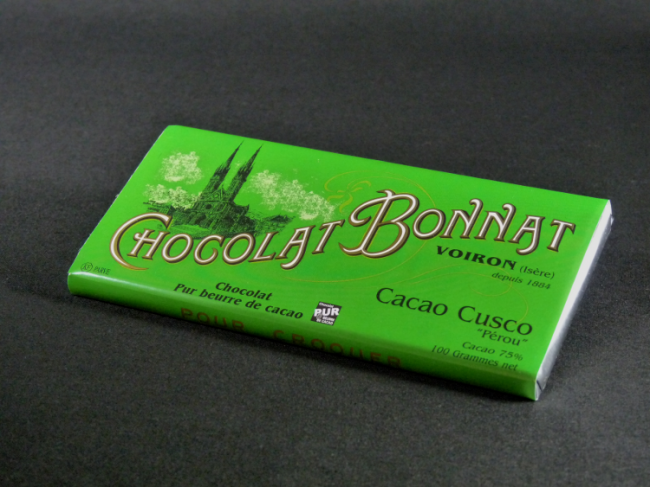 CHOCOLAT BONNAT
VOIRON (Isère)
depuis 1884
Chocolat
Pur beurre de cacao
PUR
Cacao Cusco
"Pérou"
Cacao 75%
100 Grammes net
POUR CROQUER